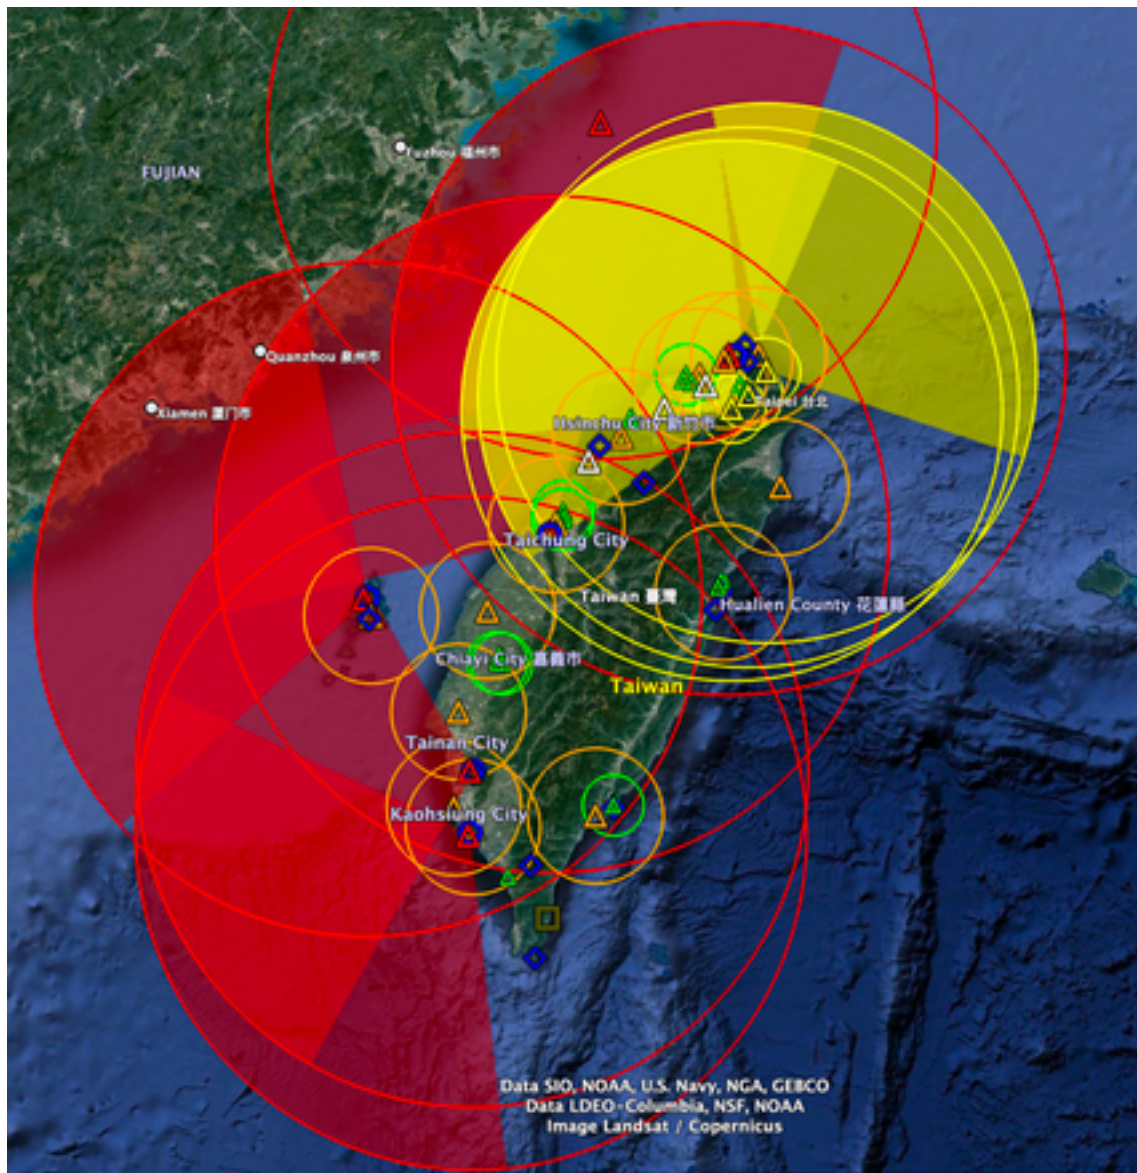 Fuzhou 福州市
FUJIAN
Quanzhou 泉州市
Xiamen 厦门市
Taipei 台北
Hsinchu City 新竹市
Taichung City
Taiwan 臺灣
Hualien County 花蓮縣
Chiayi City 嘉義市
Taiwan
Tainan City
Kaohsiung City
Data SIO, NOAA, U.S. Navy, NGA, GEBCO
Data LDEO-Columbia, NSF, NOAA
Image Landsat / Copernicus